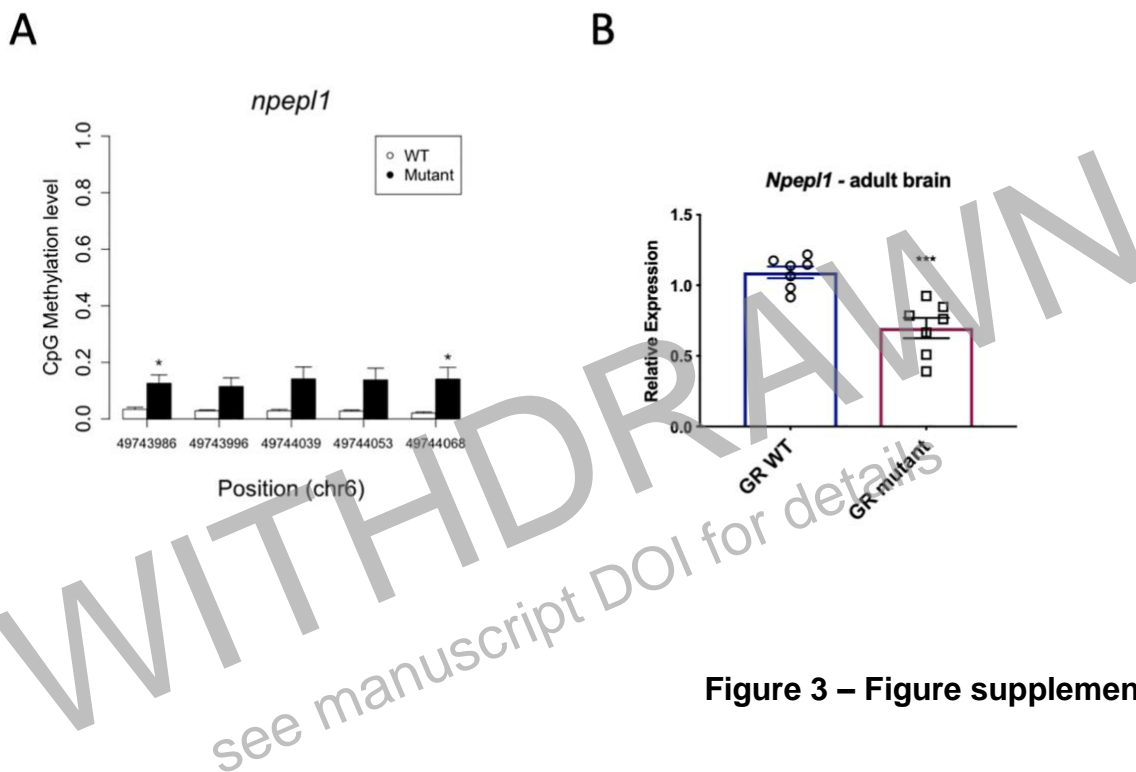 A
npepl1
CpG Methylation level
1.0
0.8
0.6
0.4
0.2
0.0
WT
Mutant
*
*
49743986 49743996 49744039 49744053 49744068
Position (chr6)
B
Npepl1 - adult brain
Relative Expression
1.5
1.0
0.5
0.0
***
GR WT
GR mutant
WITHDRAWN
see manuscript DOI for details
Figure 3 – Figure supplemen